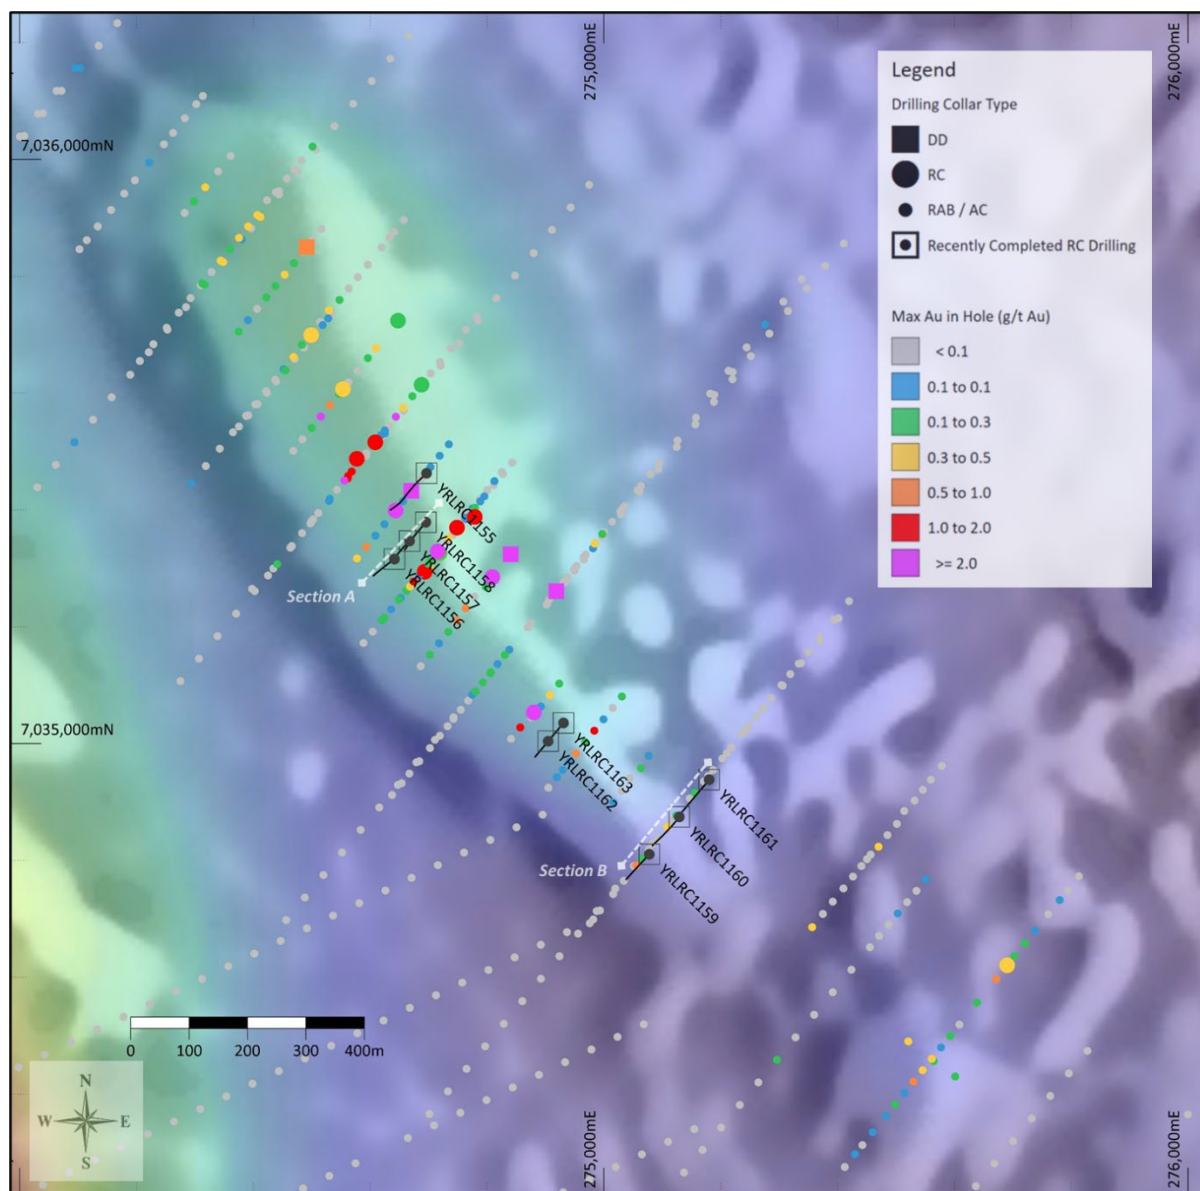 275,000mE
276,000mE
7,036,000mN
Legend
Drilling Collar Type
DD
RC
RAB / AC
Recently Completed RC Drilling
Max Au in Hole (g/t Au)
< 0.1
0.1 to 0.1
0.1 to 0.3
0.3 to 0.5
0.5 to 1.0
1.0 to 2.0
>= 2.0
YRLRC1155
YRLRC1158
YRLRC1157
YRLRC1156
Section A
7,035,000mN
YRLRC1163
YRLRC1162
YRLRC1161
YRLRC1160
YRLRC1159
Section B
0 100 200 300 400m
N
W E
S
275,000mE
276,000mE